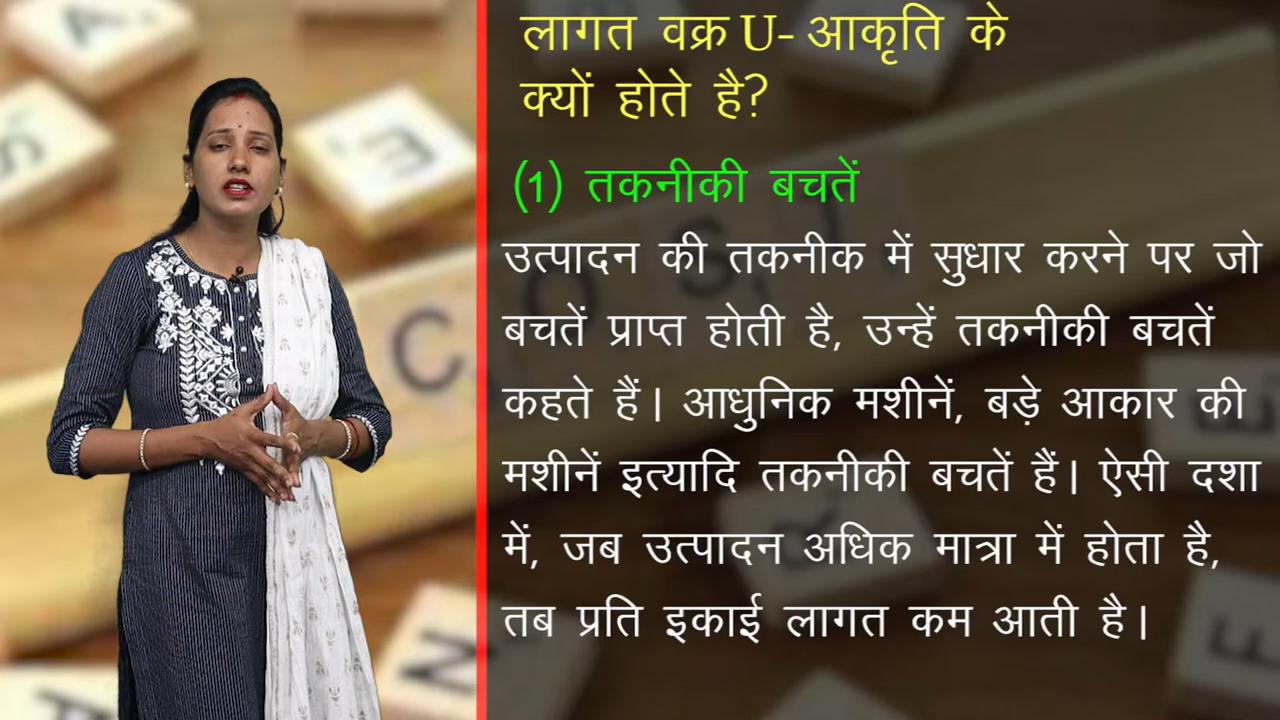 लागत वक्र U- आकृति के
क्यों होते है?
(1) तकनीकी बचतें
उत्पादन की तकनीक में सुधार करने पर जो
बचतें प्राप्त होती है, उन्हें तकनीकी बचतें
कहते हैं। आधुनिक मशीनें, बड़े आकार की
मशीनें इत्यादि तकनीकी बचतें हैं। ऐसी दशा
में, जब उत्पादन अधिक मात्रा में होता है,
तब प्रति इकाई लागत कम आती है।